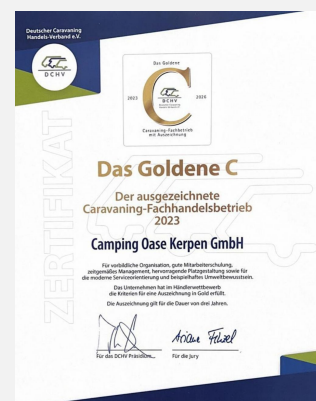 Deutscher Caravaning
Handels-Verband e.V.
DCHV
Das Goldene
C
2023
2026
DCHV
Caravaning-Fachbetrieb
mit Auszeichnung
ZERTIFIKAT
Das Goldene C
Der ausgezeichnete
Caravaning-Fachhandelsbetrieb
2023
Camping Oase Kerpen GmbH
Für vorbildliche Organisation, gute Mitarbeiterschulung,
zeitgemäßes Management, hervorragende Platzgestaltung sowie für
die moderne Serviceorientierung und beispielhaftes Umweltbewusstsein.
Das Unternehmen hat im Händlerwettbewerb
die Kriterien für eine Auszeichnung in Gold erfüllt.
Die Auszeichnung gilt für die Dauer von drei Jahren.
Für das DCHV Präsidium
Für die Jury